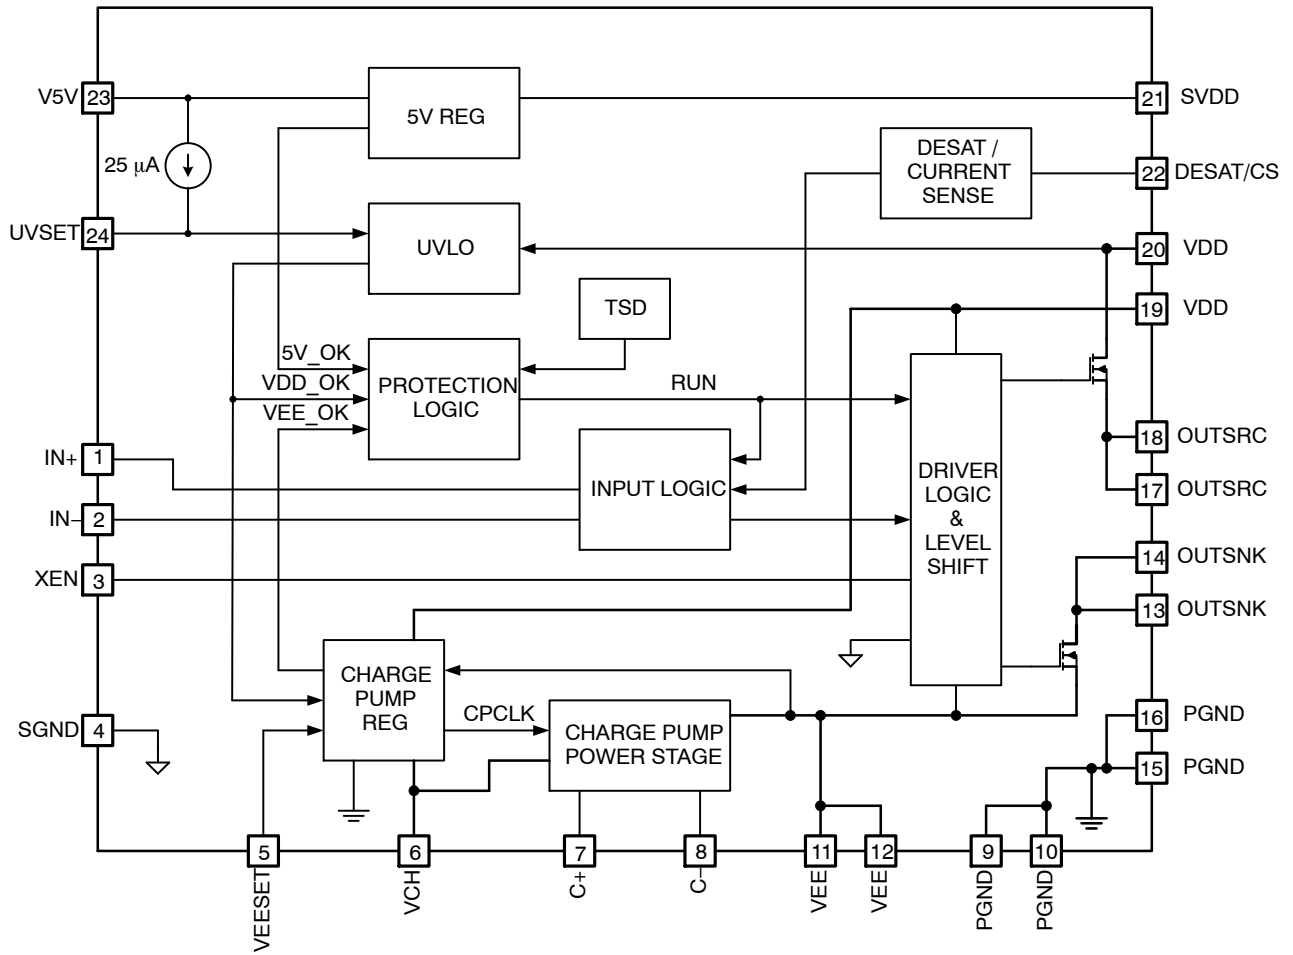 V5V
23
5V REG
21
SVDD
25 μA
DESAT /
CURRENT
SENSE
22
DESAT/CS
UVSET
24
UVLO
20
VDD
TSD
19
VDD
5V_OK
VDD_OK
VEE_OK
PROTECTION
LOGIC
RUN
18
OUTSRC
IN+
1
INPUT LOGIC
17
OUTSRC
IN–
2
DRIVER
LOGIC
&
LEVEL
SHIFT
14
OUTSNK
XEN
3
13
OUTSNK
CHARGE
PUMP
REG
CPCLK
CHARGE PUMP
POWER STAGE
SGND
4
16
PGND
15
PGND
5
6
7
8
11
12
9
10
VEESET
VCH
C+
C–
VEE
VEE
PGND
PGND